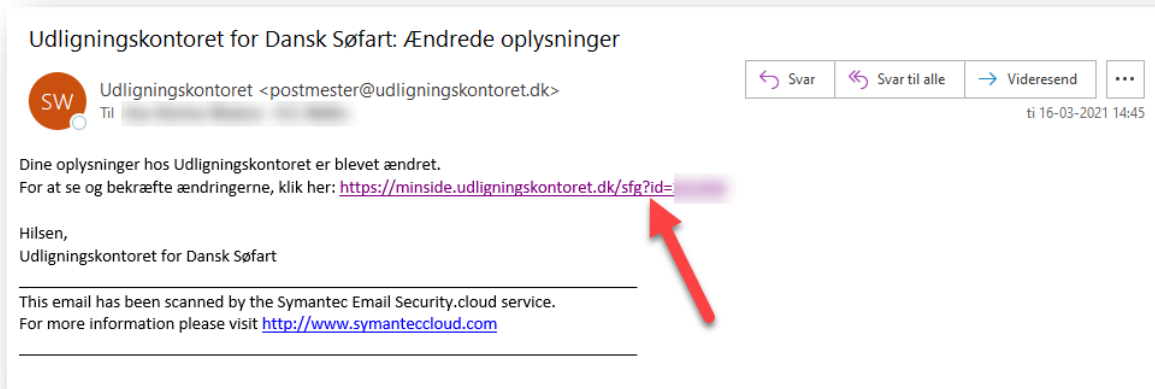 Udligningskontoret for Dansk Søfart: Ændrede oplysninger
SW
Udligningskontoret <postmester@udligningskontoret.dk>
Til
Svar
Svar til alle
Videresend
ti 16-03-2021 14:45
Dine oplysninger hos Udligningskontoret er blevet ændret.
For at se og bekræfte ændringerne, klik her: https://minside.udligningskontoret.dk/sfg?id=
Hilsen,
Udligningskontoret for Dansk Søfart
This email has been scanned by the Symantec Email Security.cloud service.
For more information please visit http://www.symanteccloud.com